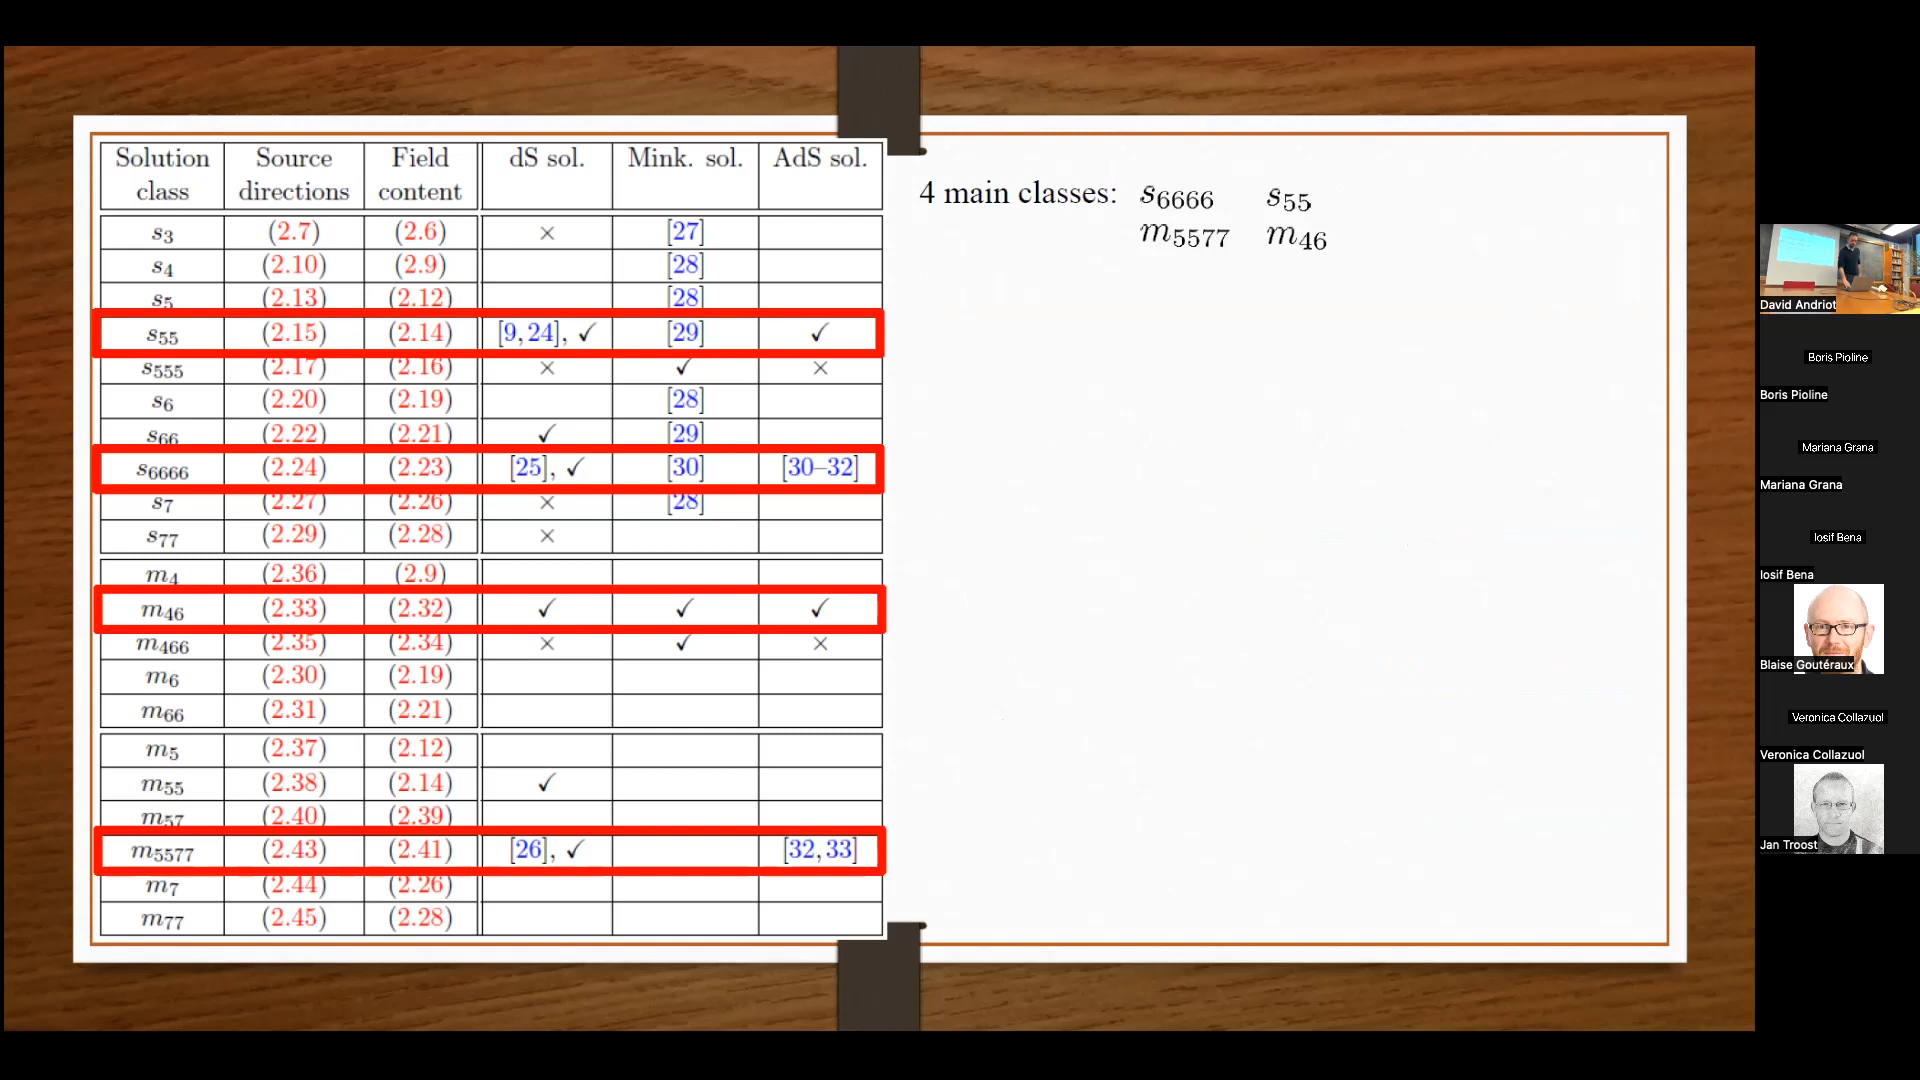 Solution class | Source directions | Field content | dS sol. | Mink. sol. | AdS sol.
s3 | (2.7) | (2.6) | × | [27] |
s4 | (2.10) | (2.9) | | [28] |
s5 | (2.13) | (2.12) | | [28] |
s55 | (2.15) | (2.14) | [9,24], ✓ | [29] | ✓
s555 | (2.17) | (2.16) | × | ✓ | ×
s6 | (2.20) | (2.19) | | [28] |
s66 | (2.22) | (2.21) | ✓ | [29] |
s6666 | (2.24) | (2.23) | [25], ✓ | [30] | [30–32]
s7 | (2.27) | (2.26) | × | [28] |
s77 | (2.29) | (2.28) | × | |
m4 | (2.36) | (2.9) | | |
m46 | (2.33) | (2.32) | ✓ | ✓ | ✓
m466 | (2.35) | (2.34) | × | ✓ | ×
m6 | (2.30) | (2.19) | | |
m66 | (2.31) | (2.21) | | |
m5 | (2.37) | (2.12) | | |
m55 | (2.38) | (2.14) | ✓ | |
m57 | (2.40) | (2.39) | | |
m5577 | (2.43) | (2.41) | [26], ✓ | | [32,33]
m7 | (2.44) | (2.26) | | |
m77 | (2.45) | (2.28) | | |
4 main classes: s6666 s55
m5577 m46
David Andriot
Boris Pioline
Boris Pioline
Mariana Grana
Mariana Grana
Iosif Bena
Iosif Bena
Blaise Goutéraux
Veronica Collazuol
Veronica Collazuol
Jan Troost